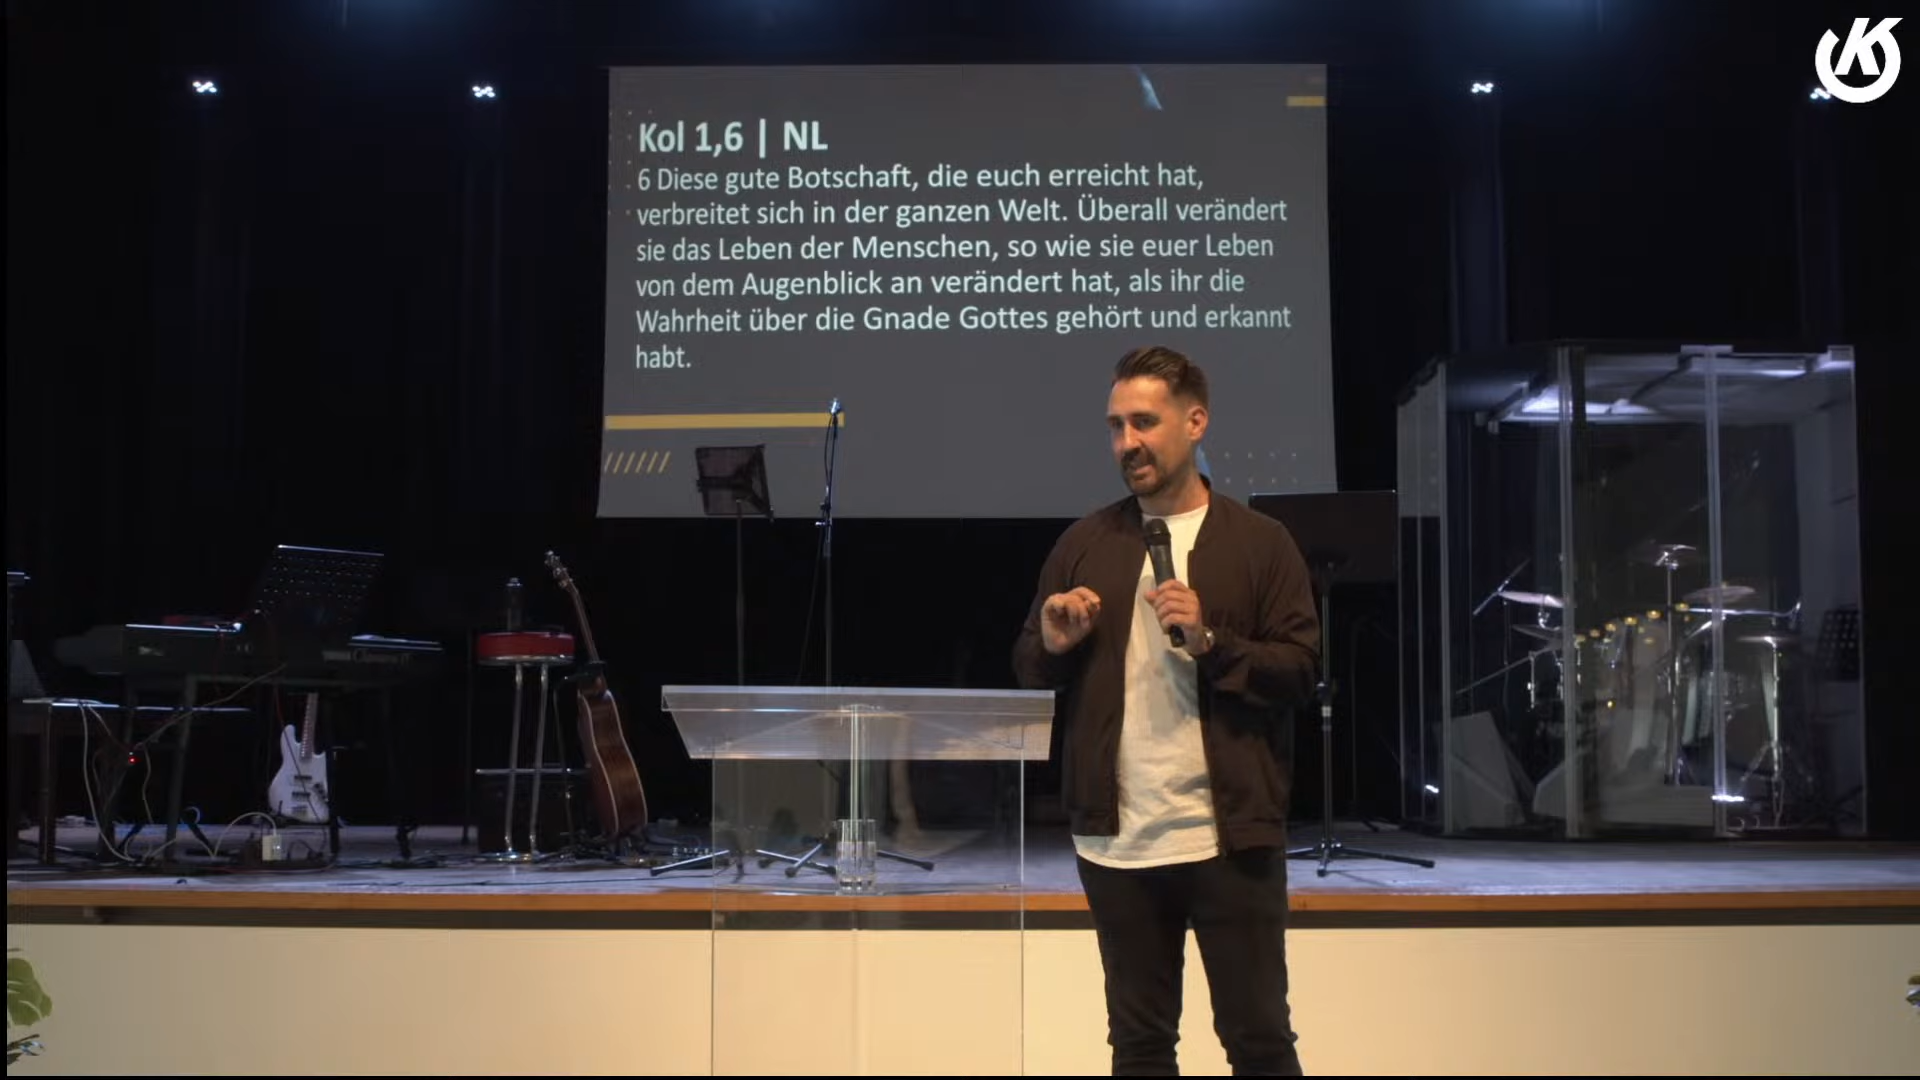 Kol 1,6 | NL
6 Diese gute Botschaft, die euch erreicht hat,
verbreitet sich in der ganzen Welt. Überall verändert
sie das Leben der Menschen, so wie sie euer Leben
von dem Augenblick an verändert hat, als ihr die
Wahrheit über die Gnade Gottes gehört und erkannt
habt.
K